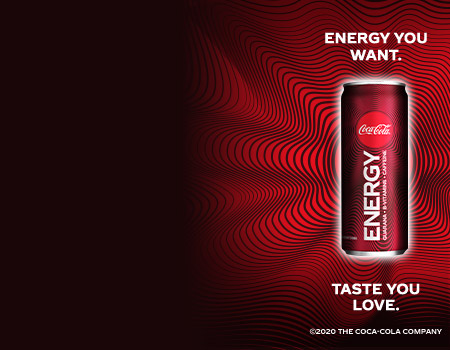 ENERGY YOU
WANT.
Coca-Cola
ENERGY
GUARANA • B-VITAMINS • CAFFEINE
TASTE YOU
LOVE.
©2020 THE COCA-COLA COMPANY